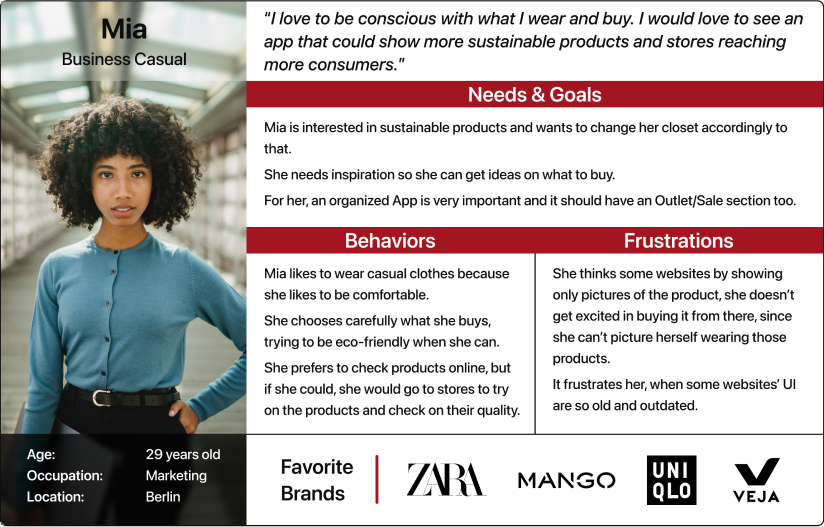 Mia
Business Casual
"I love to be conscious with what I wear and buy. I would love to see an
app that could show more sustainable products and stores reaching
more consumers."
Needs & Goals
Mia is interested in sustainable products and wants to change her closet accordingly to
that.
She needs inspiration so she can get ideas on what to buy.
For her, an organized App is very important and it should have an Outlet/Sale section too.
Behaviors
Mia likes to wear casual clothes because
she likes to be comfortable.
She chooses carefully what she buys,
trying to be eco-friendly when she can.
She prefers to check products online, but
if she could, she would go to stores to try
on the products and check on their quality.
Frustrations
She thinks some websites by showing
only pictures of the product, she doesn't
get excited in buying it from there, since
she can't picture herself wearing those
products.
It frustrates her, when some websites' UI
are so old and outdated.
Age: 29 years old
Occupation: Marketing
Location: Berlin
Favorite
Brands
ZARA
MANGO
UNI
QLO
VEJA